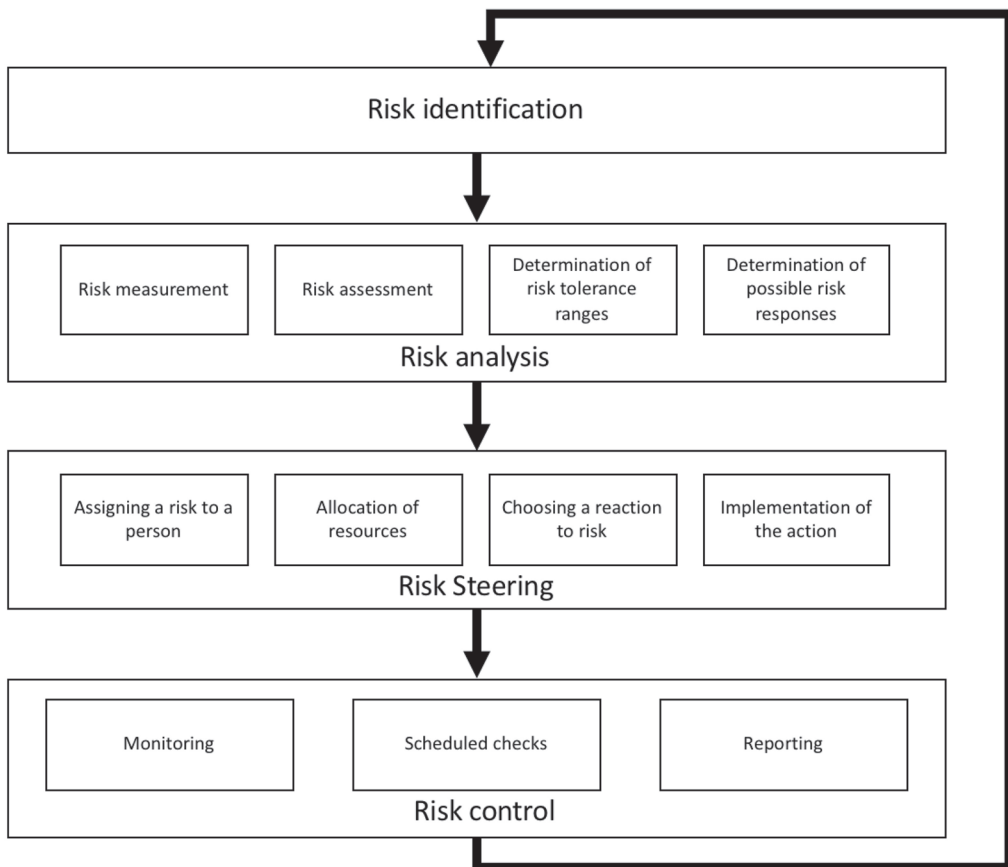 Risk identification
Risk measurement
Risk assessment
Determination of
risk tolerance
ranges
Determination of
possible risk
responses
Risk analysis
Assigning a risk to a
person
Allocation of
resources
Choosing a reaction
to risk
Implementation of
the action
Risk Steering
Monitoring
Scheduled checks
Reporting
Risk control